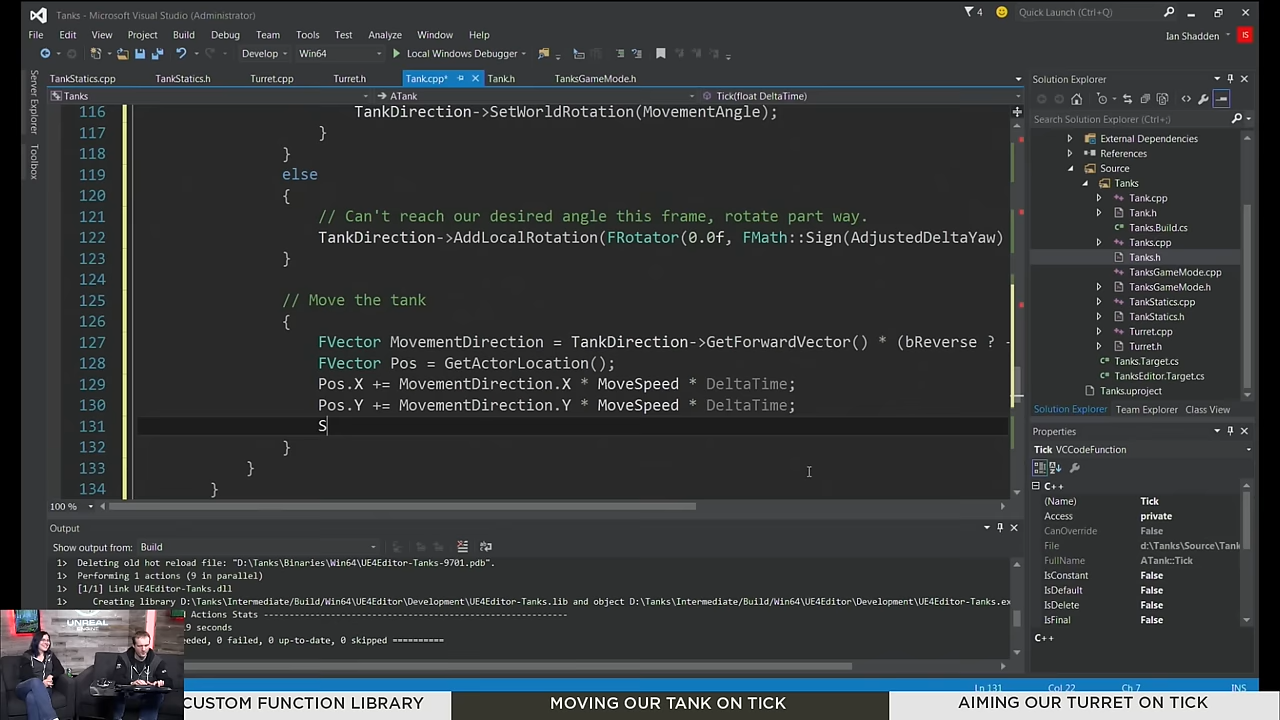 Tanks - Microsoft Visual Studio (Administrator)
4
Quick Launch (Ctrl+Q)
File Edit View Project Build Debug Team Tools Test Analyze Window Help
Ian Shadden
IS
Develop Win64 Local Windows Debugger
Server Explorer
Toolbox
TankStatics.cpp TankStatics.h Turret.cpp Turret.h Tank.cpp* Tank.h TanksGameMode.h
Tanks ATank Tick(float DeltaTime)
116 TankDirection->SetWorldRotation(MovementAngle);
117 }
118 }
119 else
120 {
121 // Can't reach our desired angle this frame, rotate part way.
122 TankDirection->AddLocalRotation(FRotator(0.0f, FMath::Sign(AdjustedDeltaYaw)
123 }
124
125 // Move the tank
126 {
127 FVector MovementDirection = TankDirection->GetForwardVector() * (bReverse ? -
128 FVector Pos = GetActorLocation();
129 Pos.X += MovementDirection.X * MoveSpeed * DeltaTime;
130 Pos.Y += MovementDirection.Y * MoveSpeed * DeltaTime;
131 S
132 }
133 }
134 }
100 %
Solution Explorer
Search Solution Explorer (Ctrl+;)
External Dependencies
References
Source
Tanks
Tank.cpp
Tank.h
Tanks.Build.cs
Tanks.cpp
Tanks.h
TanksGameMode.cpp
TanksGameMode.h
TankStatics.cpp
TankStatics.h
Turret.cpp
Turret.h
Tanks.Target.cs
TanksEditor.Target.cs
Tanks.uproject
Solution Explorer Team Explorer Class View
Properties
Tick VCCodeFunction
C++
(Name) Tick
Access private
CanOverride False
File d:\Tanks\Source\Tank
FullName ATank::Tick
IsConstant False
IsDefault False
IsDelete False
IsFinal False
C++
Output
Show output from: Build
1> Deleting old hot reload file: "D:\Tanks\Binaries\Win64\UE4Editor-Tanks-9701.pdb".
1> Performing 1 actions (9 in parallel)
1> [1/1] Link UE4Editor-Tanks.dll
1> Creating library D:\Tanks\Intermediate\Build\Win64\UE4Editor\Development\UE4Editor-Tanks.lib and object D:\Tanks\Intermediate\Build\Win64\UE4Editor\Development\UE4Editor-Tanks.ex
Actions Stats
9 seconds
eeded, 0 failed, 0 up-to-date, 0 skipped ==========
UNREAL
Ln 131 Col 22 Ch 7 INS
CUSTOM FUNCTION LIBRARY MOVING OUR TANK ON TICK AIMING OUR TURRET ON TICK